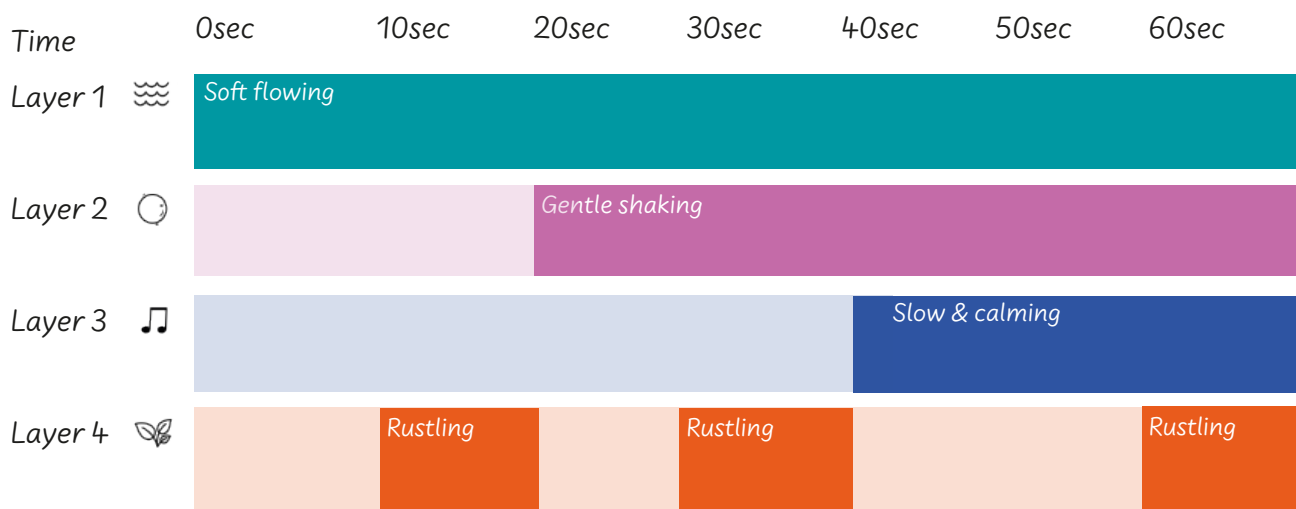 Time 0sec 10sec 20sec 30sec 40sec 50sec 60sec
Layer 1 Soft flowing
Layer 2 Gentle shaking
Layer 3 Slow & calming
Layer 4 Rustling Rustling Rustling